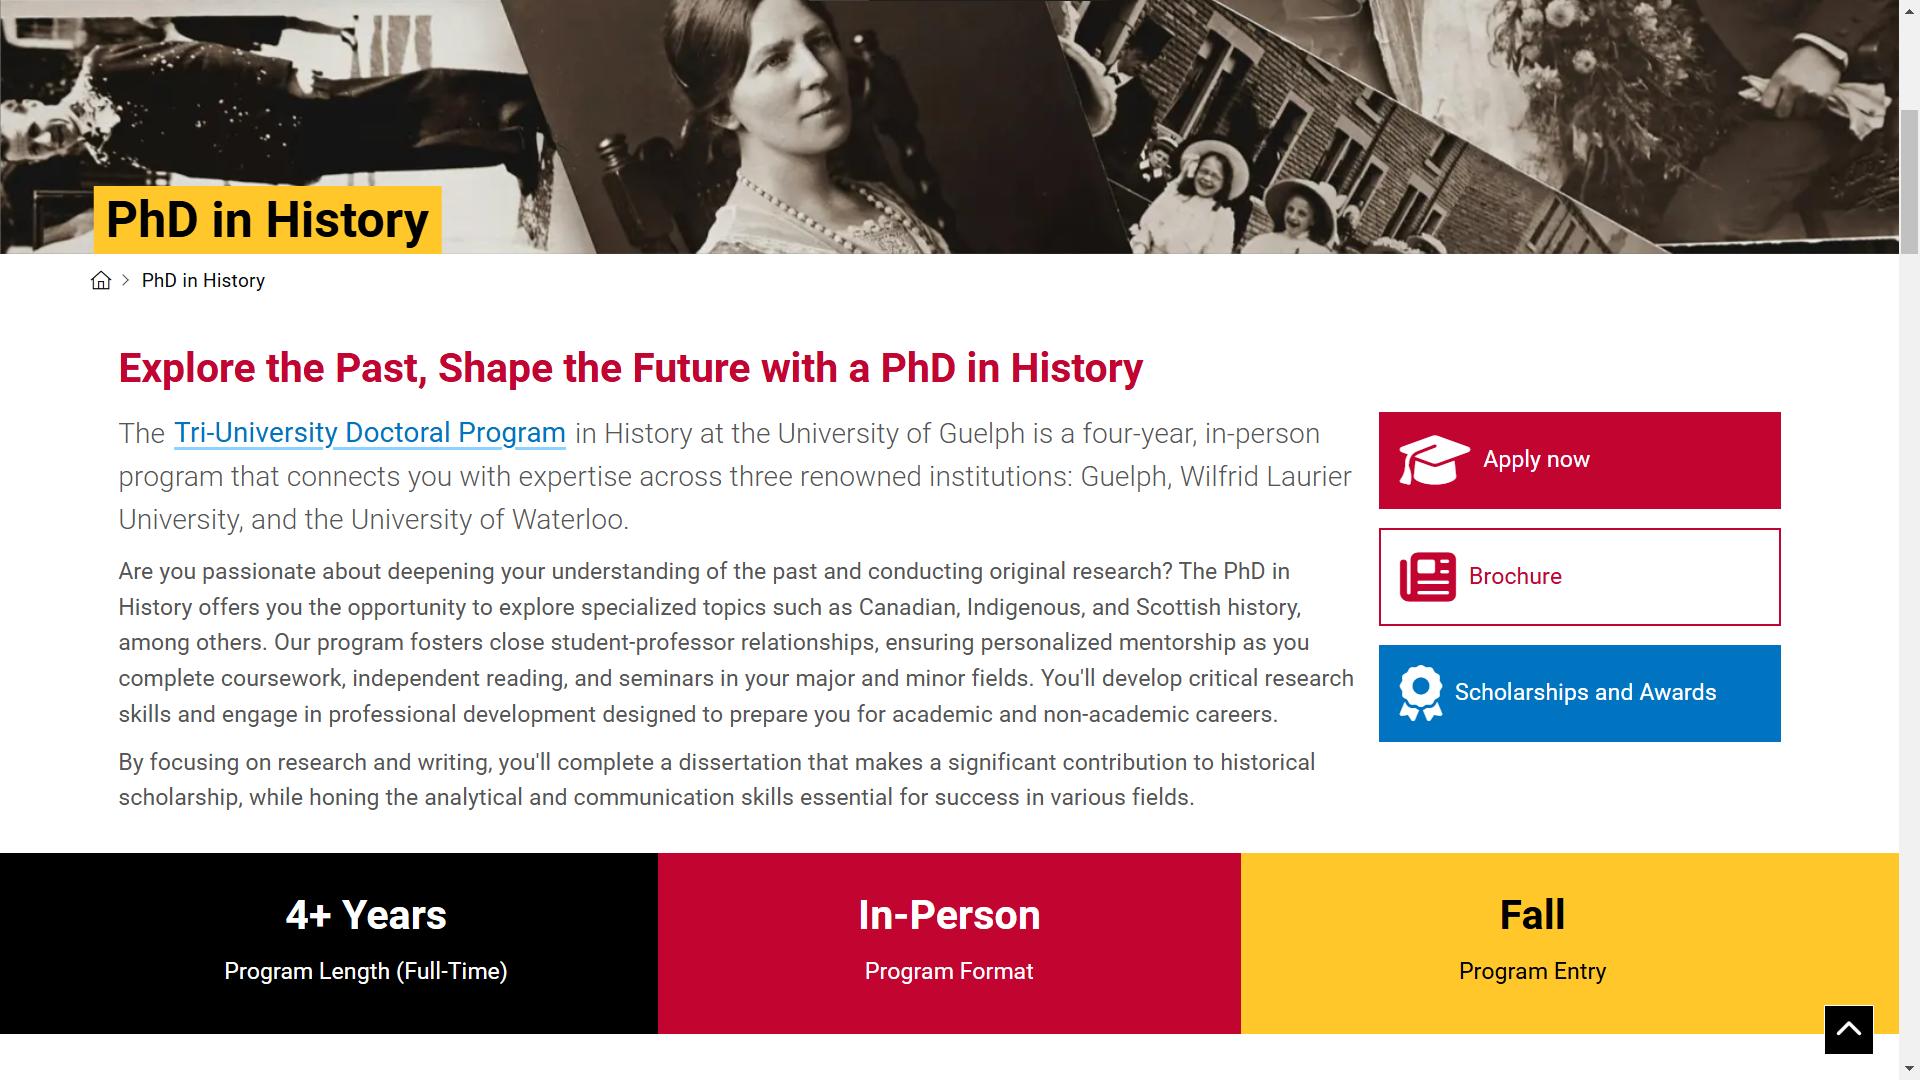 PhD in History
PhD in History
Explore the Past, Shape the Future with a PhD in History
The Tri-University Doctoral Program in History at the University of Guelph is a four-year, in-person
program that connects you with expertise across three renowned institutions: Guelph, Wilfrid Laurier
University, and the University of Waterloo.
Are you passionate about deepening your understanding of the past and conducting original research? The PhD in
History offers you the opportunity to explore specialized topics such as Canadian, Indigenous, and Scottish history,
among others. Our program fosters close student-professor relationships, ensuring personalized mentorship as you
complete coursework, independent reading, and seminars in your major and minor fields. You'll develop critical research
skills and engage in professional development designed to prepare you for academic and non-academic careers.
By focusing on research and writing, you'll complete a dissertation that makes a significant contribution to historical
scholarship, while honing the analytical and communication skills essential for success in various fields.
Apply now
Brochure
Scholarships and Awards
4+ Years
Program Length (Full-Time)
In-Person
Program Format
Fall
Program Entry